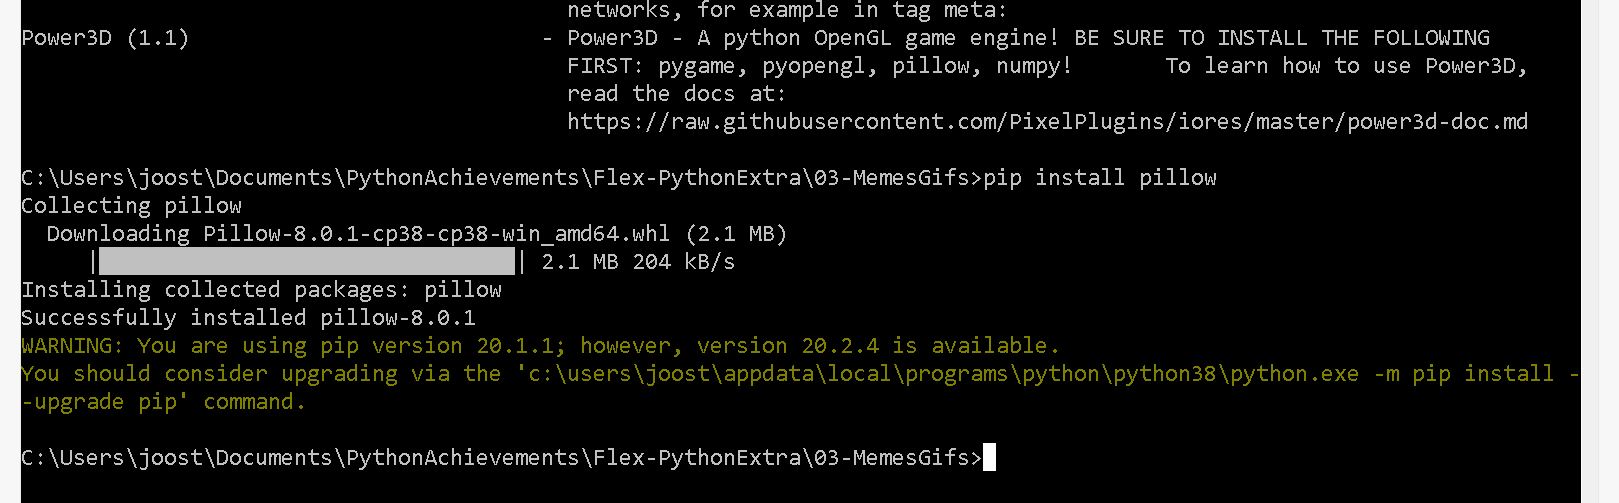 networks, for example in tag meta:
Power3D (1.1) - Power3D - A python OpenGL game engine! BE SURE TO INSTALL THE FOLLOWING
FIRST: pygame, pyopengl, pillow, numpy! To learn how to use Power3D,
read the docs at:
https://raw.githubusercontent.com/PixelPlugins/iores/master/power3d-doc.md
C:\Users\joost\Documents\PythonAchievements\Flex-PythonExtra\03-MemesGifs>pip install pillow
Collecting pillow
Downloading Pillow-8.0.1-cp38-cp38-win_amd64.whl (2.1 MB)
| | 2.1 MB 204 kB/s
Installing collected packages: pillow
Successfully installed pillow-8.0.1
WARNING: You are using pip version 20.1.1; however, version 20.2.4 is available.
You should consider upgrading via the 'c:\users\joost\appdata\local\programs\python\python38\python.exe -m pip install -
-upgrade pip' command.
C:\Users\joost\Documents\PythonAchievements\Flex-PythonExtra\03-MemesGifs>